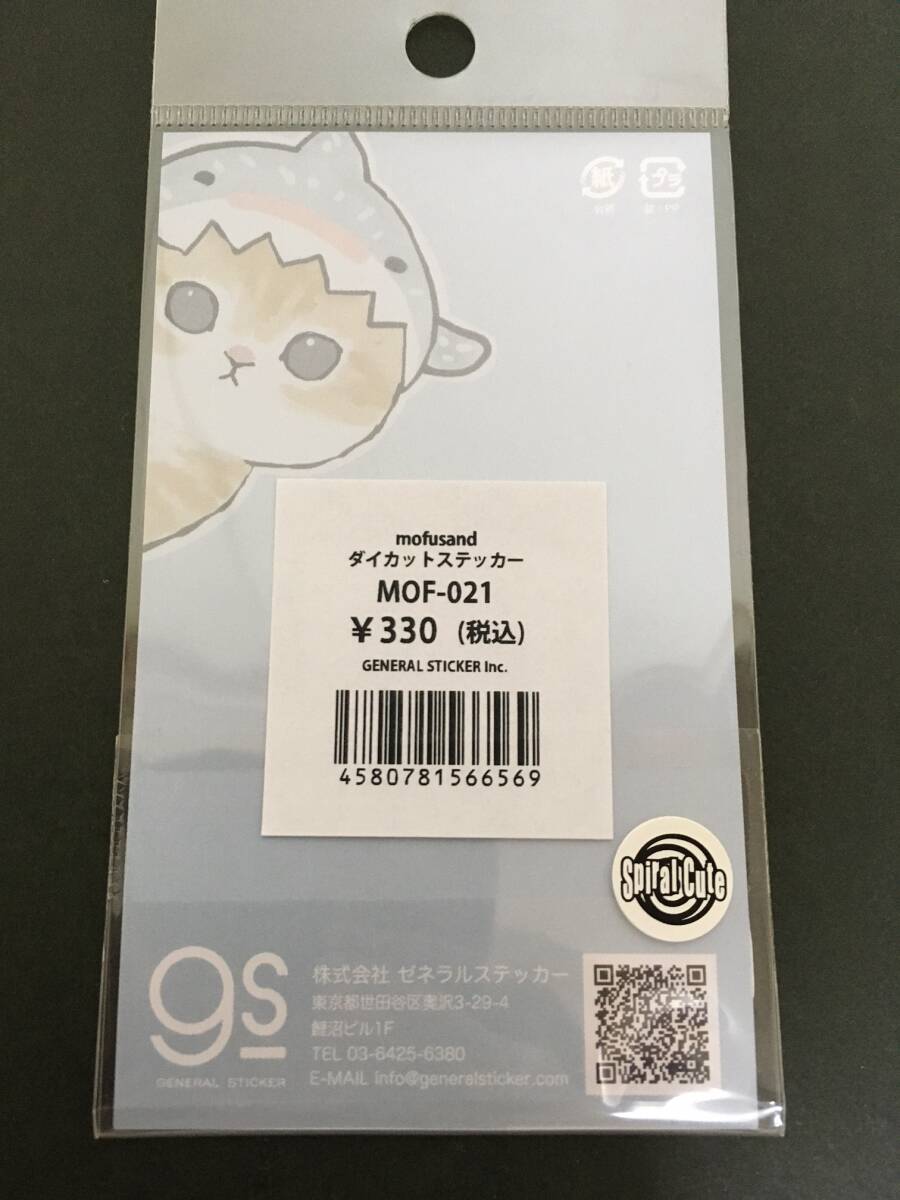 紙
プラ
mofusand
ダイカットステッカー
MOF-021
￥330 (税込)
GENERAL STICKER Inc.
4580781566569
Spiral Cute
gs
GENERAL STICKER
株式会社 ゼネラルステッカー
東京都世田谷区奥沢3-29-4
鯉沼ビル1F
TEL 03-6425-6380
E-MAIL info@generalsticker.com